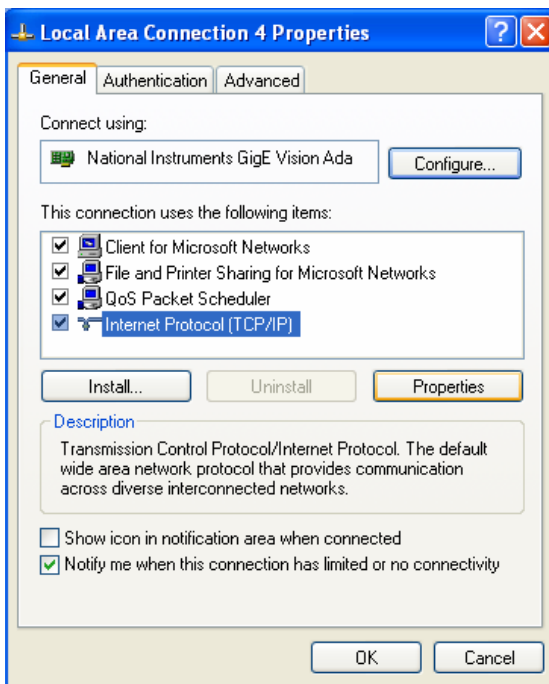 Local Area Connection 4 Properties
General Authentication Advanced
Connect using:
National Instruments GigE Vision Ada
Configure...
This connection uses the following items:
Client for Microsoft Networks
File and Printer Sharing for Microsoft Networks
QoS Packet Scheduler
Internet Protocol (TCP/IP)
Install... Uninstall Properties
Description
Transmission Control Protocol/Internet Protocol. The default
wide area network protocol that provides communication
across diverse interconnected networks.
Show icon in notification area when connected
Notify me when this connection has limited or no connectivity
OK Cancel